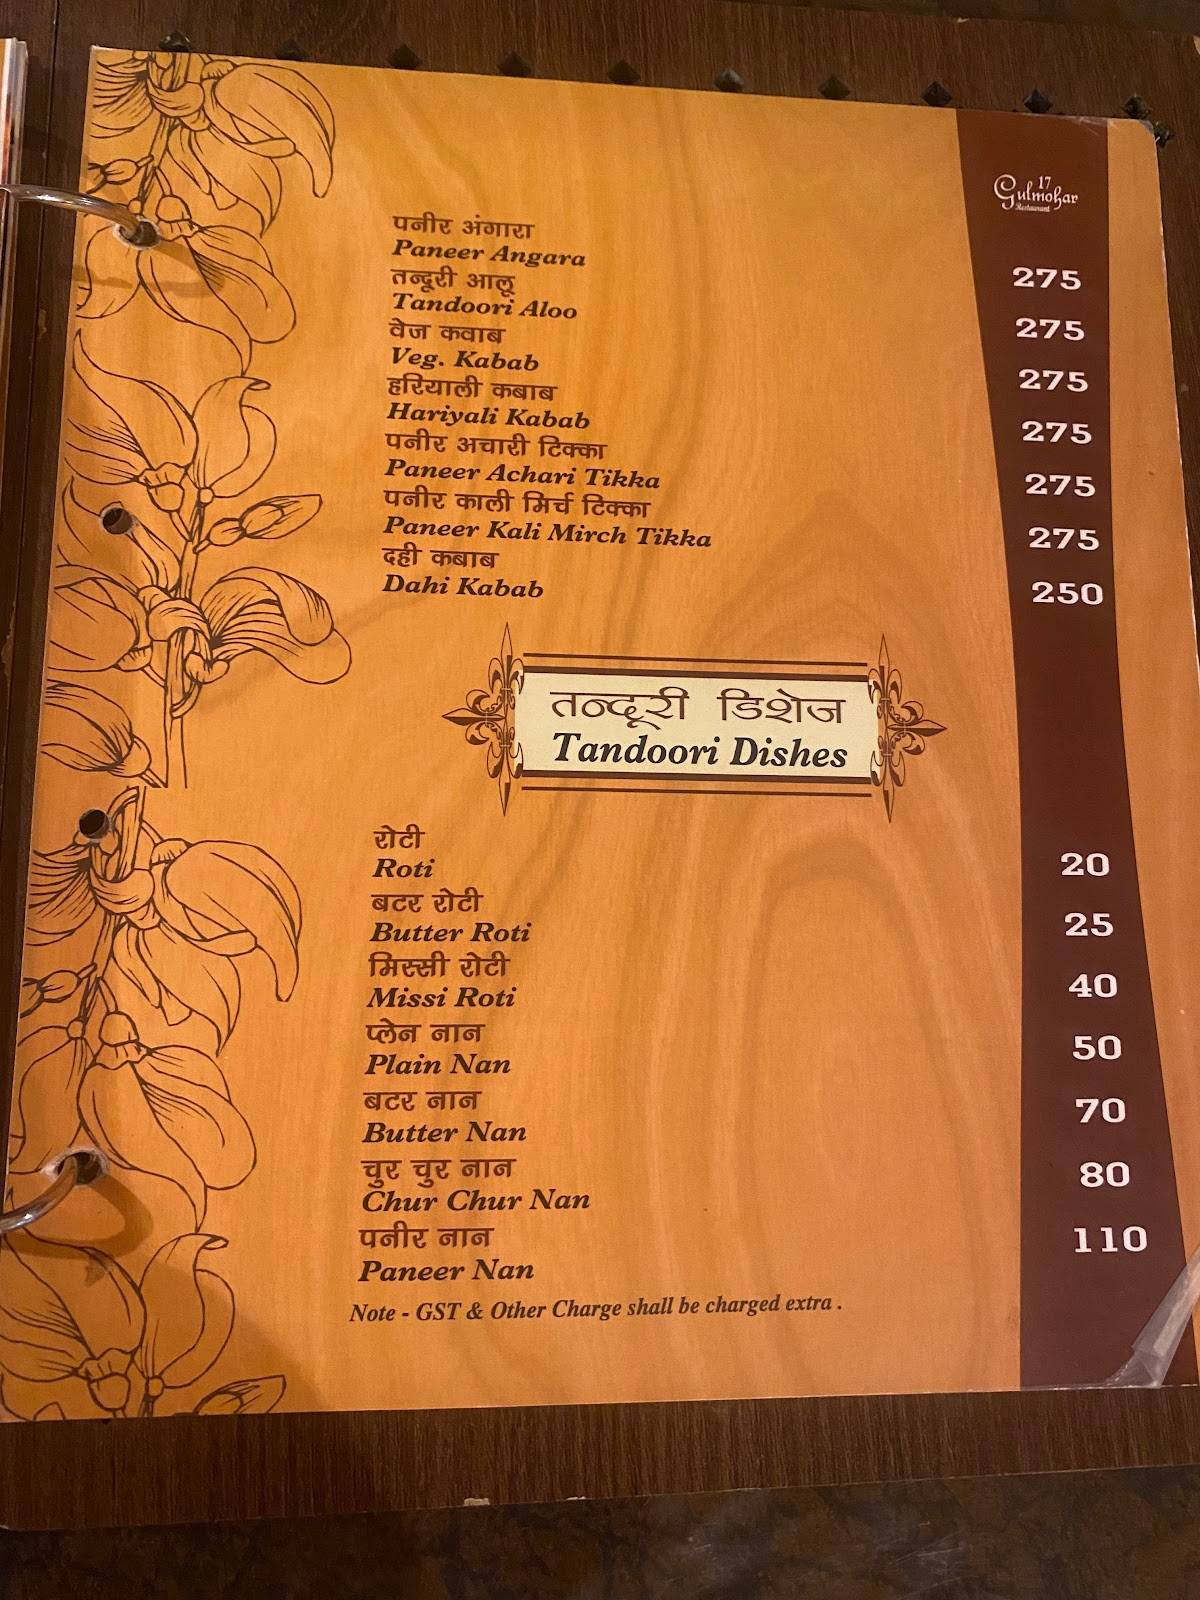 17
Gulmohar
Restaurant
पनीर अंगारा
Paneer Angara 275
तन्दूरी आलू
Tandoori Aloo 275
वेज कवाब
Veg. Kabab 275
हरियाली कबाब
Hariyali Kabab 275
पनीर अचारी टिक्का
Paneer Achari Tikka 275
पनीर काली मिर्च टिक्का
Paneer Kali Mirch Tikka 275
दही कबाब
Dahi Kabab 250
तन्दूरी डिशेज
Tandoori Dishes
रोटी
Roti 20
बटर रोटी
Butter Roti 25
मिस्सी रोटी
Missi Roti 40
प्लेन नान
Plain Nan 50
बटर नान
Butter Nan 70
चुर चुर नान
Chur Chur Nan 80
पनीर नान
Paneer Nan 110
Note - GST & Other Charge shall be charged extra .